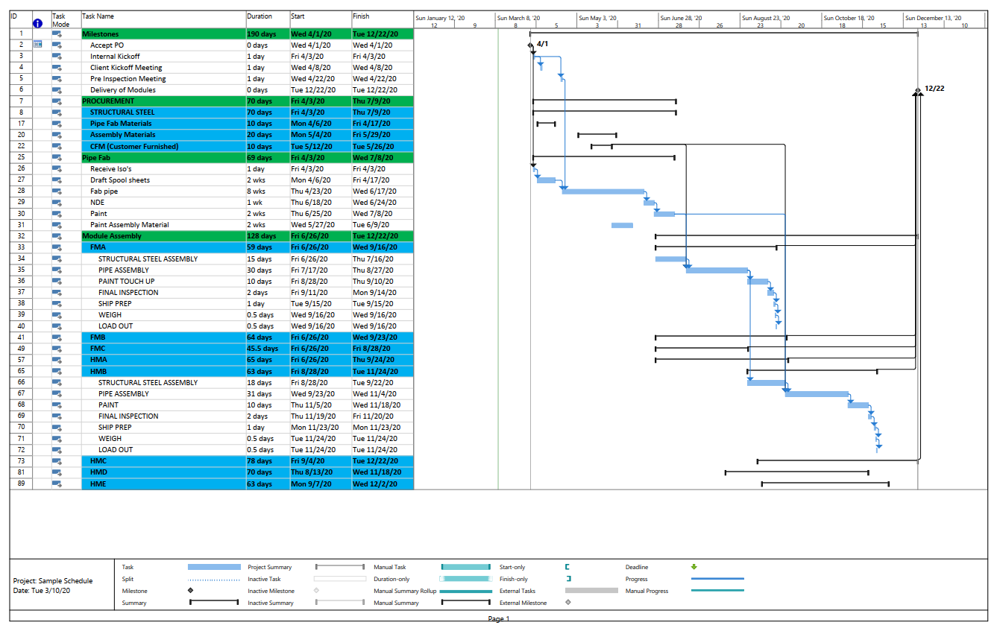 ID Task Mode Task Name Duration Start Finish Sun January 12, '20 Sun March 8, '20 Sun May 3, '20 Sun June 28, '20 Sun August 23, '20 Sun October 18, '20 Sun December 13, '20
12 9 8 5 3 31 28 26 23 20 18 15 13 10
1 Milestones 190 days Wed 4/1/20 Tue 12/22/20
2 Accept PO 0 days Wed 4/1/20 Wed 4/1/20 4/1
3 Internal Kickoff 1 day Fri 4/3/20 Fri 4/3/20
4 Client Kickoff Meeting 1 day Wed 4/8/20 Wed 4/8/20
5 Pre Inspection Meeting 1 day Wed 4/22/20 Wed 4/22/20
6 Delivery of Modules 0 days Tue 12/22/20 Tue 12/22/20 12/22
7 PROCUREMENT 70 days Fri 4/3/20 Thu 7/9/20
8 STRUCTURAL STEEL 70 days Fri 4/3/20 Thu 7/9/20
17 Pipe Fab Materials 10 days Mon 4/6/20 Fri 4/17/20
20 Assembly Materials 20 days Mon 5/4/20 Fri 5/29/20
22 CFM (Customer Furnished) 10 days Tue 5/12/20 Tue 5/26/20
25 Pipe Fab 69 days Fri 4/3/20 Wed 7/8/20
26 Receive Iso's 1 day Fri 4/3/20 Fri 4/3/20
27 Draft Spool sheets 2 wks Mon 4/6/20 Fri 4/17/20
28 Fab pipe 8 wks Thu 4/23/20 Wed 6/17/20
29 NDE 1 wk Thu 6/18/20 Wed 6/24/20
30 Paint 2 wks Thu 6/25/20 Wed 7/8/20
31 Paint Assembly Material 2 wks Wed 5/27/20 Tue 6/9/20
32 Module Assembly 128 days Fri 6/26/20 Tue 12/22/20
33 FMA 59 days Fri 6/26/20 Wed 9/16/20
34 STRUCTURAL STEEL ASSEMBLY 15 days Fri 6/26/20 Thu 7/16/20
35 PIPE ASSEMBLY 30 days Fri 7/17/20 Thu 8/27/20
36 PAINT TOUCH UP 10 days Fri 8/28/20 Thu 9/10/20
37 FINAL INSPECTION 2 days Fri 9/11/20 Mon 9/14/20
38 SHIP PREP 1 day Tue 9/15/20 Tue 9/15/20
39 WEIGH 0.5 days Wed 9/16/20 Wed 9/16/20
40 LOAD OUT 0.5 days Wed 9/16/20 Wed 9/16/20
41 FMB 64 days Fri 6/26/20 Wed 9/23/20
49 FMC 45.5 days Fri 6/26/20 Fri 8/28/20
57 HMA 65 days Fri 6/26/20 Thu 9/24/20
65 HMB 63 days Fri 8/28/20 Tue 11/24/20
66 STRUCTURAL STEEL ASSEMBLY 18 days Fri 8/28/20 Tue 9/22/20
67 PIPE ASSEMBLY 31 days Wed 9/23/20 Wed 11/4/20
68 PAINT 10 days Thu 11/5/20 Wed 11/18/20
69 FINAL INSPECTION 2 days Thu 11/19/20 Fri 11/20/20
70 SHIP PREP 1 day Mon 11/23/20 Mon 11/23/20
71 WEIGH 0.5 days Tue 11/24/20 Tue 11/24/20
72 LOAD OUT 0.5 days Tue 11/24/20 Tue 11/24/20
73 HMC 78 days Fri 9/4/20 Tue 12/22/20
81 HMD 70 days Thu 8/13/20 Wed 11/18/20
89 HME 63 days Mon 9/7/20 Wed 12/2/20
Project: Sample Schedule
Date: Tue 3/10/20
Task Project Summary Manual Task Start-only Deadline
Split Inactive Task Duration-only Finish-only Progress
Milestone Inactive Milestone Manual Summary Rollup External Tasks Manual Progress
Summary Inactive Summary Manual Summary External Milestone
Page 1